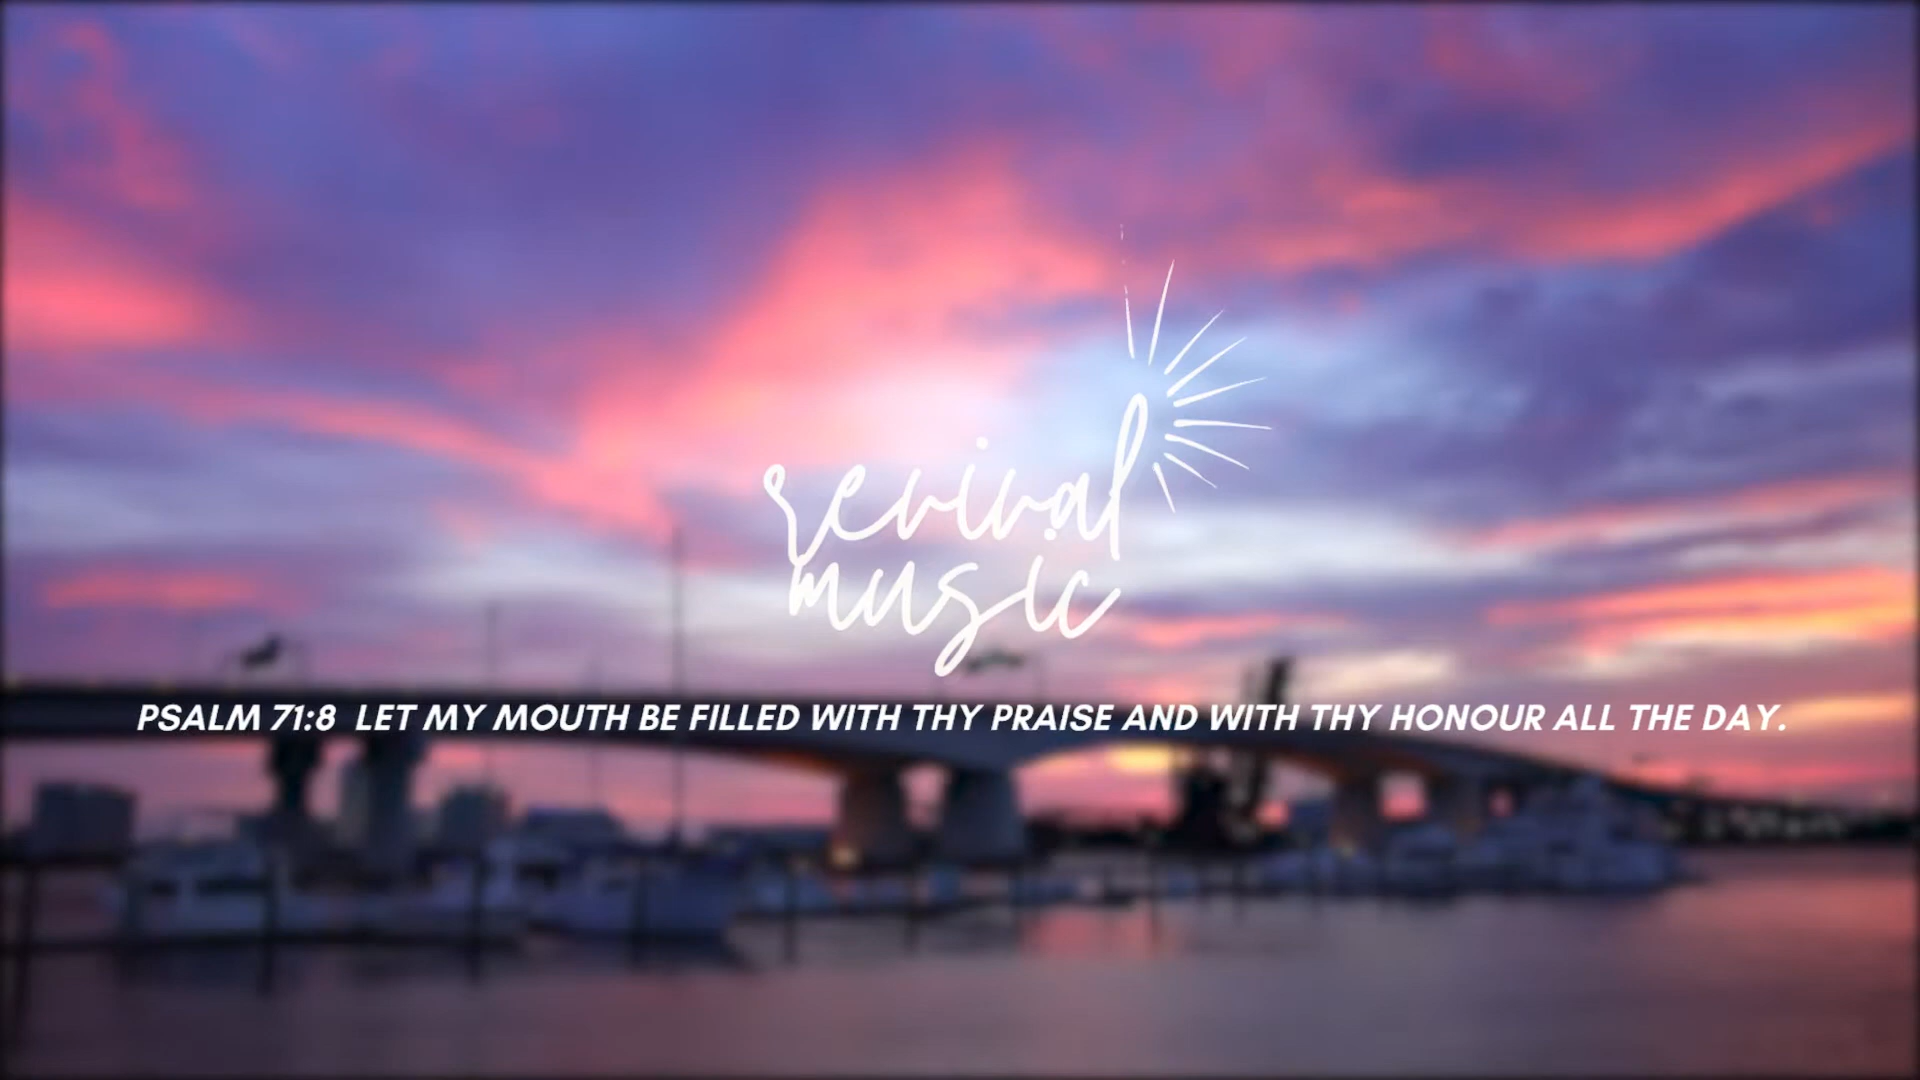 revival
music
PSALM 71:8 LET MY MOUTH BE FILLED WITH THY PRAISE AND WITH THY HONOUR ALL THE DAY.